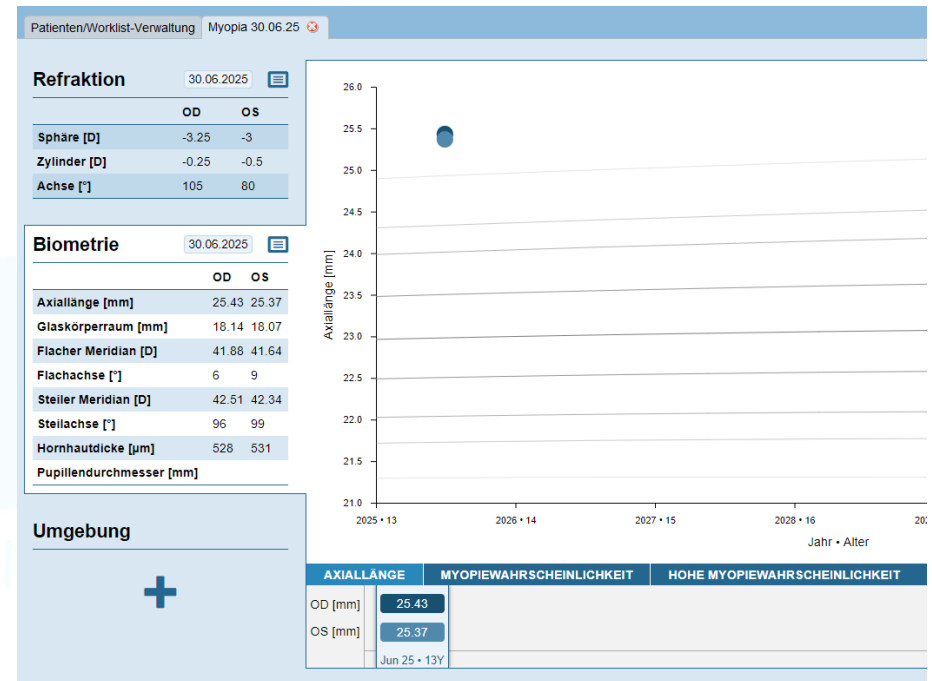 Patienten/Worklist-Verwaltung Myopia 30.06.25
Refraktion 30.06.2025
OD OS
Sphäre [D] -3.25 -3
Zylinder [D] -0.25 -0.5
Achse [°] 105 80
Biometrie 30.06.2025
OD OS
Axiallänge [mm] 25.43 25.37
Glaskörperraum [mm] 18.14 18.07
Flacher Meridian [D] 41.88 41.64
Flachachse [°] 6 9
Steiler Meridian [D] 42.51 42.34
Steilachse [°] 96 99
Hornhautdicke [µm] 528 531
Pupillendurchmesser [mm]
Umgebung
Axiallänge [mm]
26.0
25.5
25.0
24.5
24.0
23.5
23.0
22.5
22.0
21.5
21.0
2025 • 13 2026 • 14 2027 • 15 2028 • 16 202
Jahr • Alter
AXIALLÄNGE MYOPIEWAHRSCHEINLICHKEIT HOHE MYOPIEWAHRSCHEINLICHKEIT
OD [mm] 25.43
OS [mm] 25.37
Jun 25 • 13Y